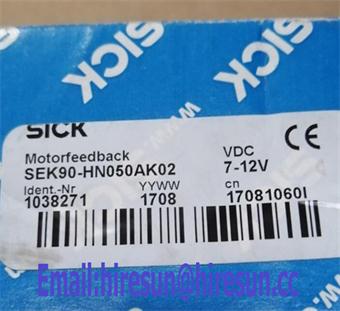 SICK
SICK
SICK
Motorfeedback VDC
SEK90-HN050AK02 7-12V
Ident.-Nr YYWW cn
1038271 1708 17081060I
Email:hiresun@hiresun.cc